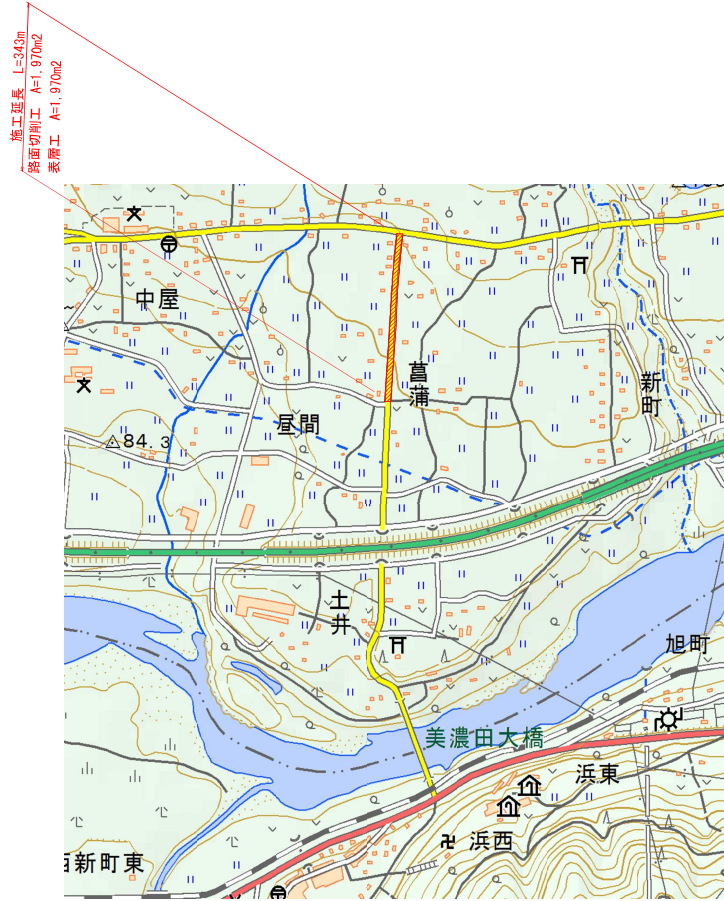 施工延長 L=343m
路面切削工 A=1,970m2
表層工 A=1,970m2
中屋
菖蒲
新町
昼間
84.3
土井
旭町
美濃田大橋
浜東
浜西
新町東